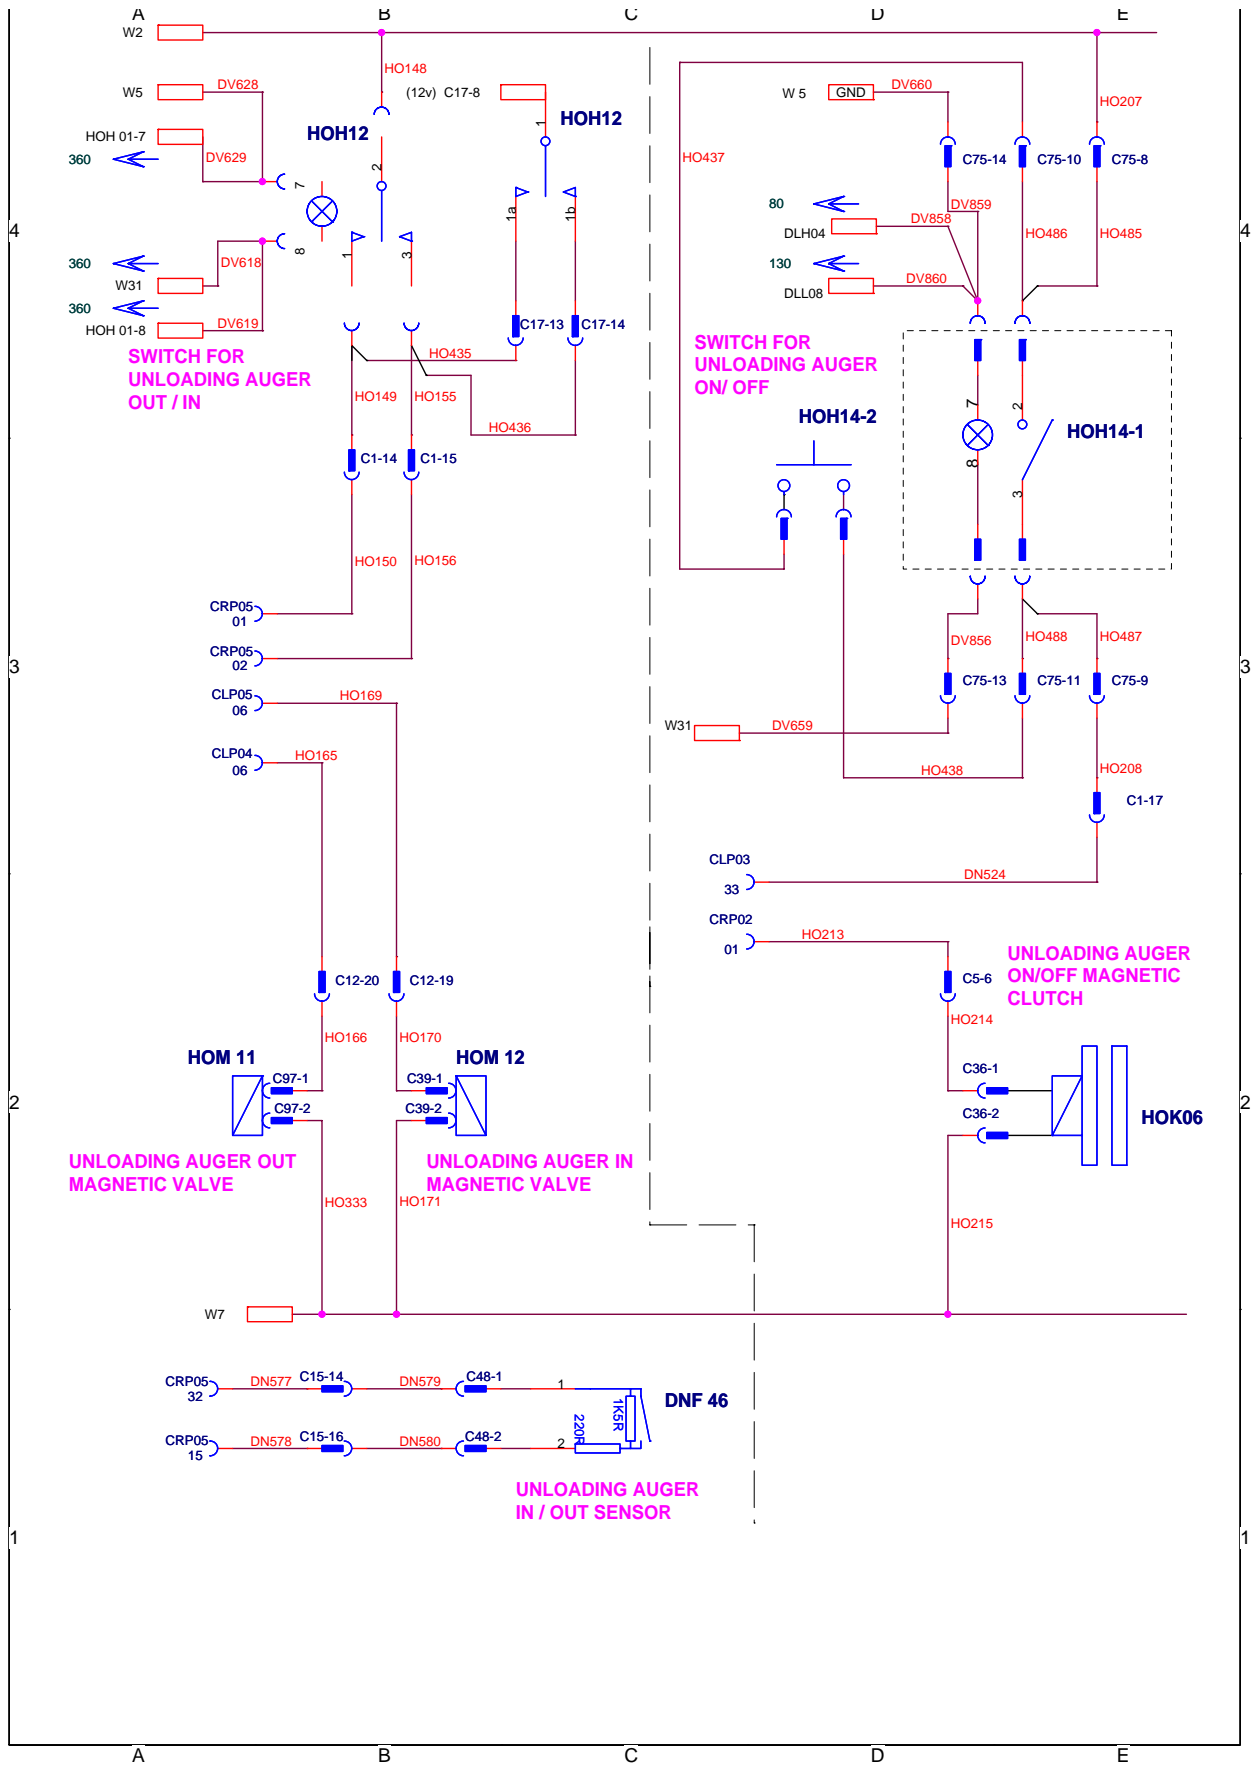 A B C D E
W2
HO148
W5
DV628
(12v) C17-8
W 5
GND
DV660
HO207
HOH12
HOH12
1
HOH 01-7
360
DV629
2
HO437
C75-14
C75-10
C75-8
7
1a
1b
80
DV859
DV858
DLH04
HO486
HO485
4
4
8
1
3
360
DV618
130
DV860
DLL08
W31
360
HOH 01-8
DV619
C17-13
C17-14
SWITCH FOR
UNLOADING AUGER
OUT / IN
HO435
SWITCH FOR
UNLOADING AUGER
ON/ OFF
HO149
HO155
HO436
HOH14-2
7
2
HOH14-1
8
3
C1-14
C1-15
HO150
HO156
CRP05
01
CRP05
02
DV856
HO488
HO487
3
3
C75-13
C75-11
C75-9
CLP05
06
HO169
W31
DV659
CLP04
06
HO165
HO438
HO208
C1-17
CLP03
33
DN524
CRP02
01
HO213
UNLOADING AUGER
ON/OFF MAGNETIC
CLUTCH
C12-20
C12-19
C5-6
HO214
HO166
HO170
HOM 11
HOM 12
C97-1
C39-1
C36-1
2
2
C97-2
C39-2
C36-2
HOK06
UNLOADING AUGER OUT
MAGNETIC VALVE
UNLOADING AUGER IN
MAGNETIC VALVE
HO333
HO171
HO215
W7
CRP05
32
DN577
C15-14
DN579
C48-1
1
1K5R
DNF 46
CRP05
15
DN578
C15-16
DN580
C48-2
2
220R
UNLOADING AUGER
IN / OUT SENSOR
1
1
A B C D E